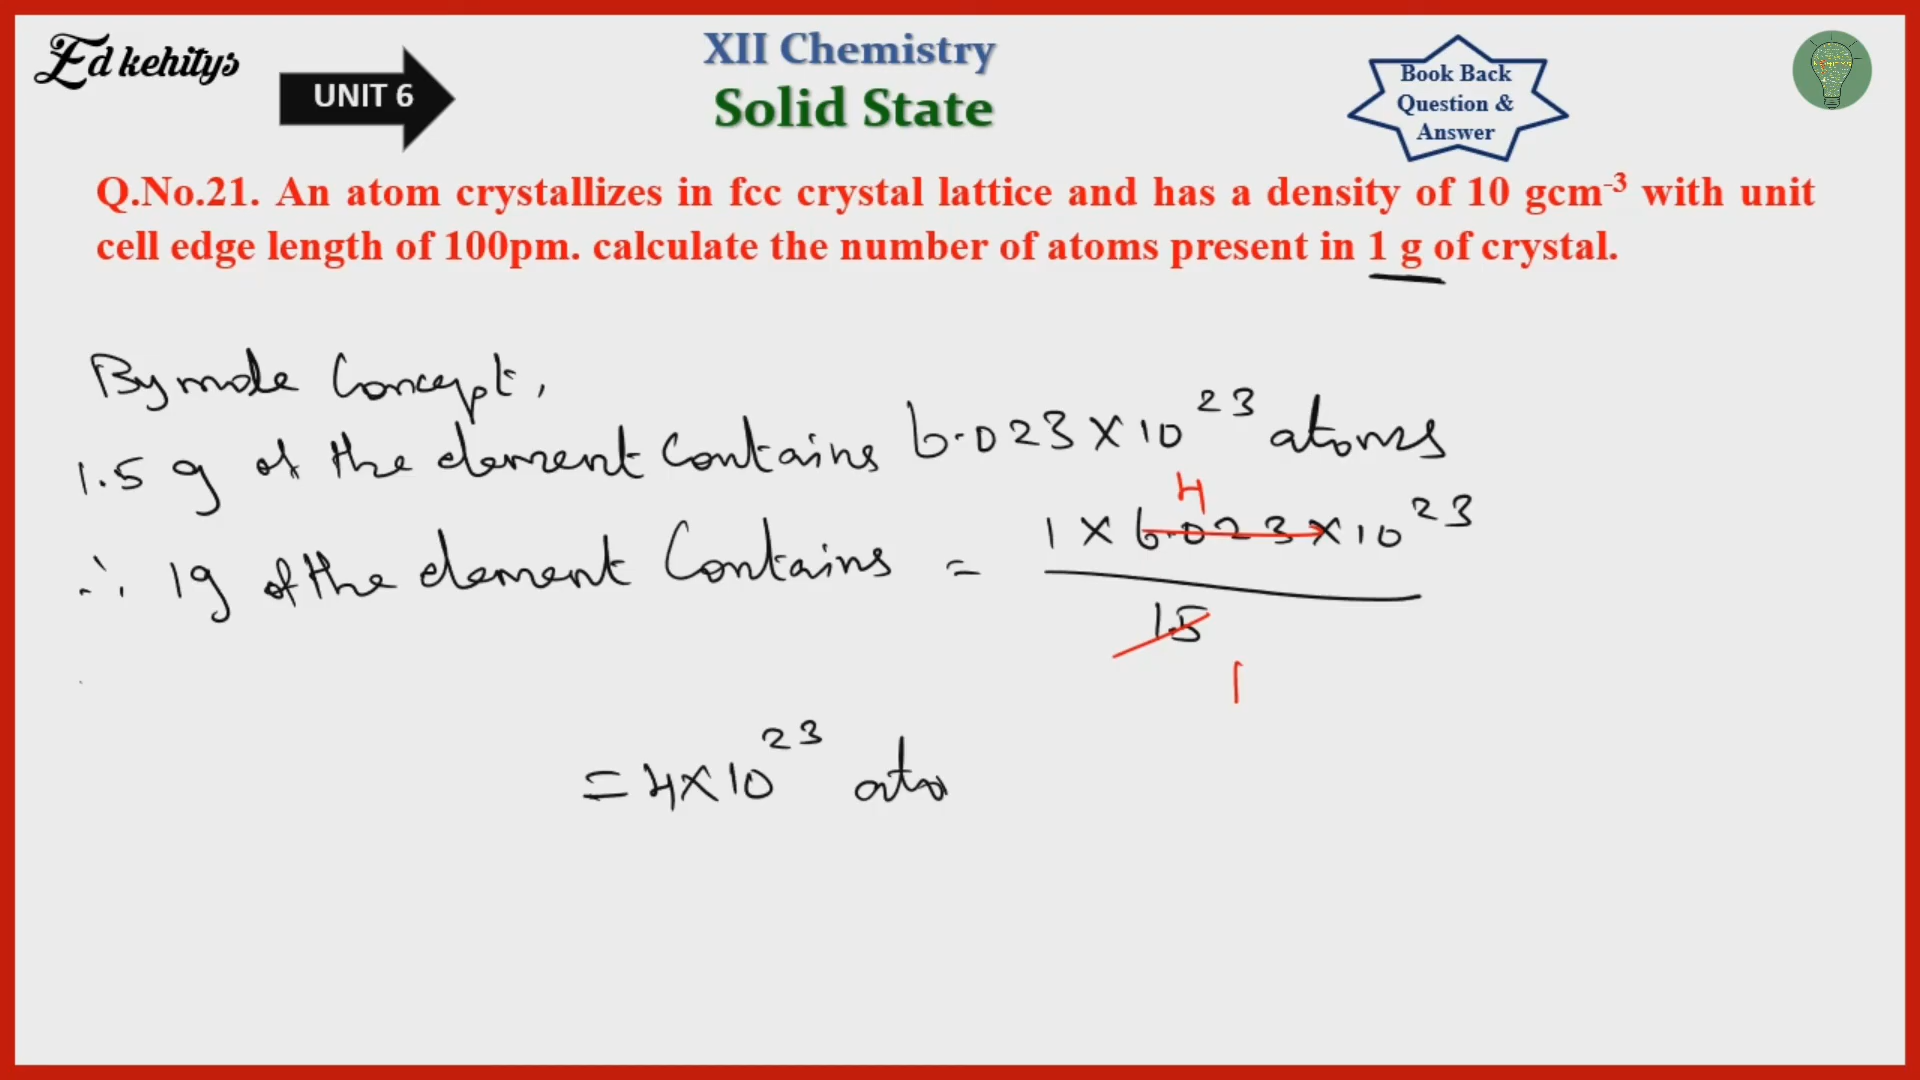 Ed kehitys
UNIT 6
XII Chemistry
Solid State
Book Back
Question &
Answer
Q.No.21. An atom crystallizes in fcc crystal lattice and has a density of 10 gcm-3 with unit
cell edge length of 100pm. calculate the number of atoms present in 1 g of crystal.
By mole Concept,
1.5 g of the element Contains 6.023 × 10^23 atoms
4
∴ 1g of the element Contains = 1 × 6.023 × 10^23
1.5
1
= 4×10^23 ato